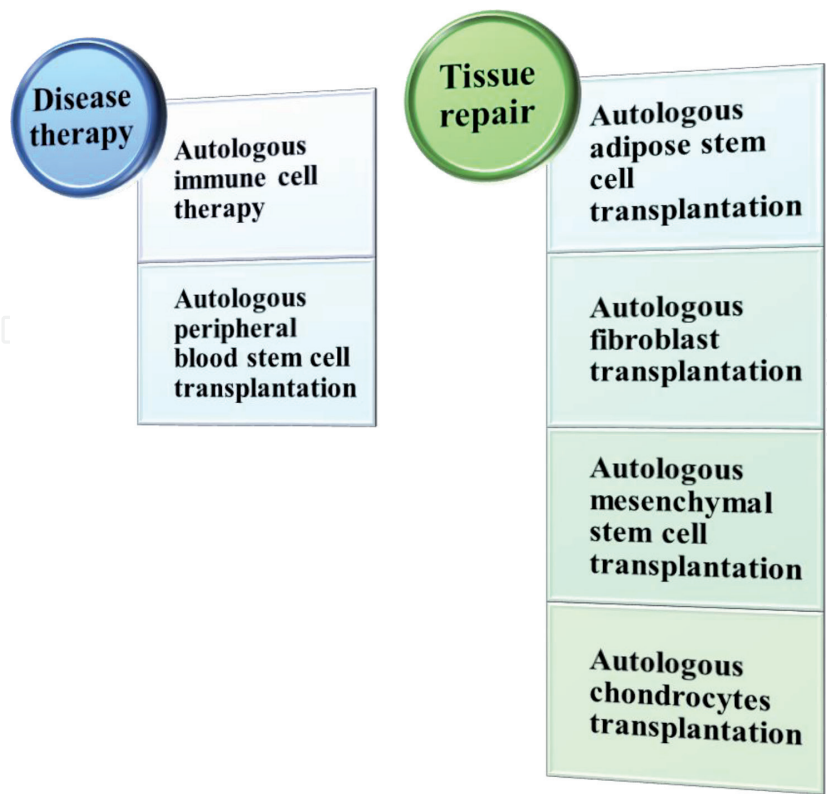 Disease
therapy
Autologous
immune cell
therapy
Autologous
peripheral
blood stem cell
transplantation
Tissue
repair
Autologous
adipose stem
cell
transplantation
Autologous
fibroblast
transplantation
Autologous
mesenchymal
stem cell
transplantation
Autologous
chondrocytes
transplantation